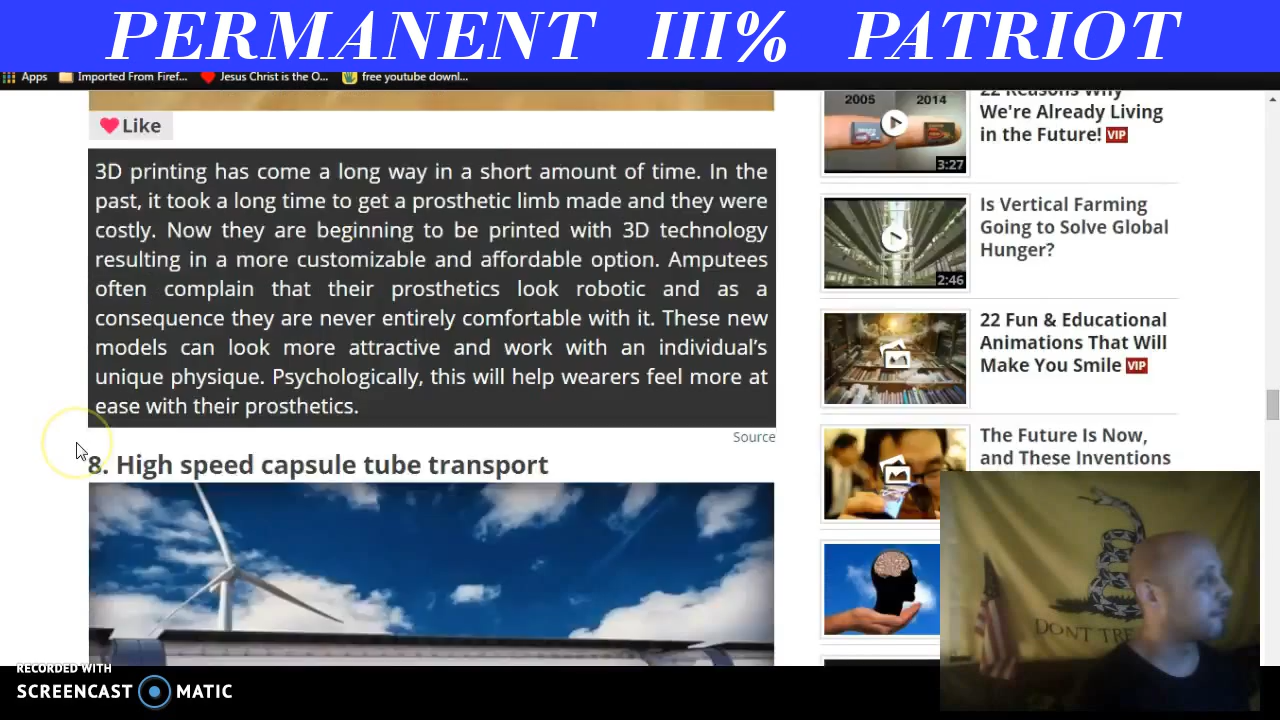 PERMANENT III% PATRIOT
Apps Imported From Firef... Jesus Christ is the O... free youtube downl...
Like
3D printing has come a long way in a short amount of time. In the
past, it took a long time to get a prosthetic limb made and they were
costly. Now they are beginning to be printed with 3D technology
resulting in a more customizable and affordable option. Amputees
often complain that their prosthetics look robotic and as a
consequence they are never entirely comfortable with it. These new
models can look more attractive and work with an individual's
unique physique. Psychologically, this will help wearers feel more at
ease with their prosthetics.
Source
8. High speed capsule tube transport
2005 2014
3:27
22 Reasons Why
We're Already Living
in the Future! VIP
2:46
Is Vertical Farming
Going to Solve Global
Hunger?
22 Fun & Educational
Animations That Will
Make You Smile VIP
The Future Is Now,
and These Inventions
DONT TRE
RECORDED WITH
SCREENCAST MATIC